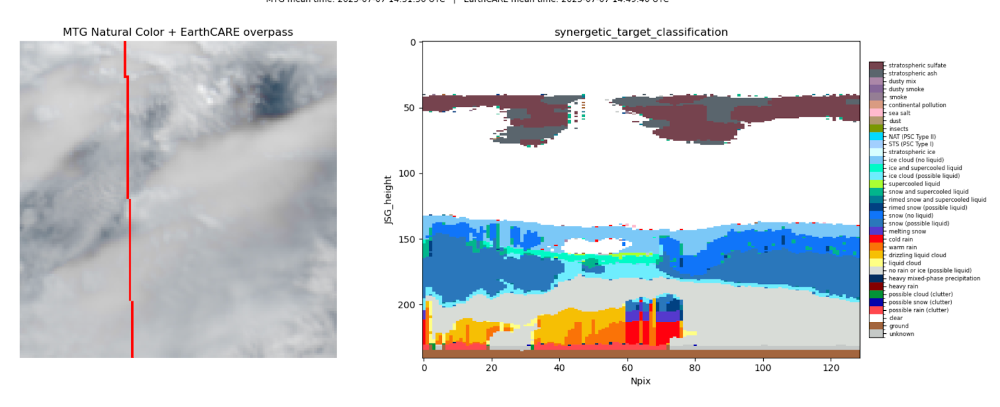 MTG Natural Color + EarthCARE overpass
synergetic_target_classification
JSG_height
0
50
100
150
200
0
20
40
60
80
100
120
Npix
stratospheric sulfate
stratospheric ash
dusty mix
dusty smoke
smoke
continental pollution
sea salt
dust
insects
NAT (PSC Type II)
STS (PSC Type I)
stratospheric ice
ice cloud (no liquid)
ice and supercooled liquid
ice cloud (possible liquid)
supercooled liquid
snow and supercooled liquid
rimed snow and supercooled liquid
rimed snow (possible liquid)
snow (no liquid)
snow (possible liquid)
melting snow
cold rain
warm rain
drizzling liquid cloud
liquid cloud
no rain or ice (possible liquid)
heavy mixed-phase precipitation
heavy rain
possible cloud (clutter)
possible snow (clutter)
possible rain (clutter)
clear
ground
unknown